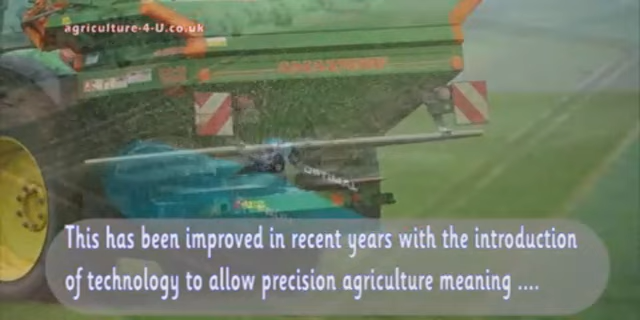 agriculture-4-U.co.uk
This has been improved in recent years with the introduction
of technology to allow precision agriculture meaning ....